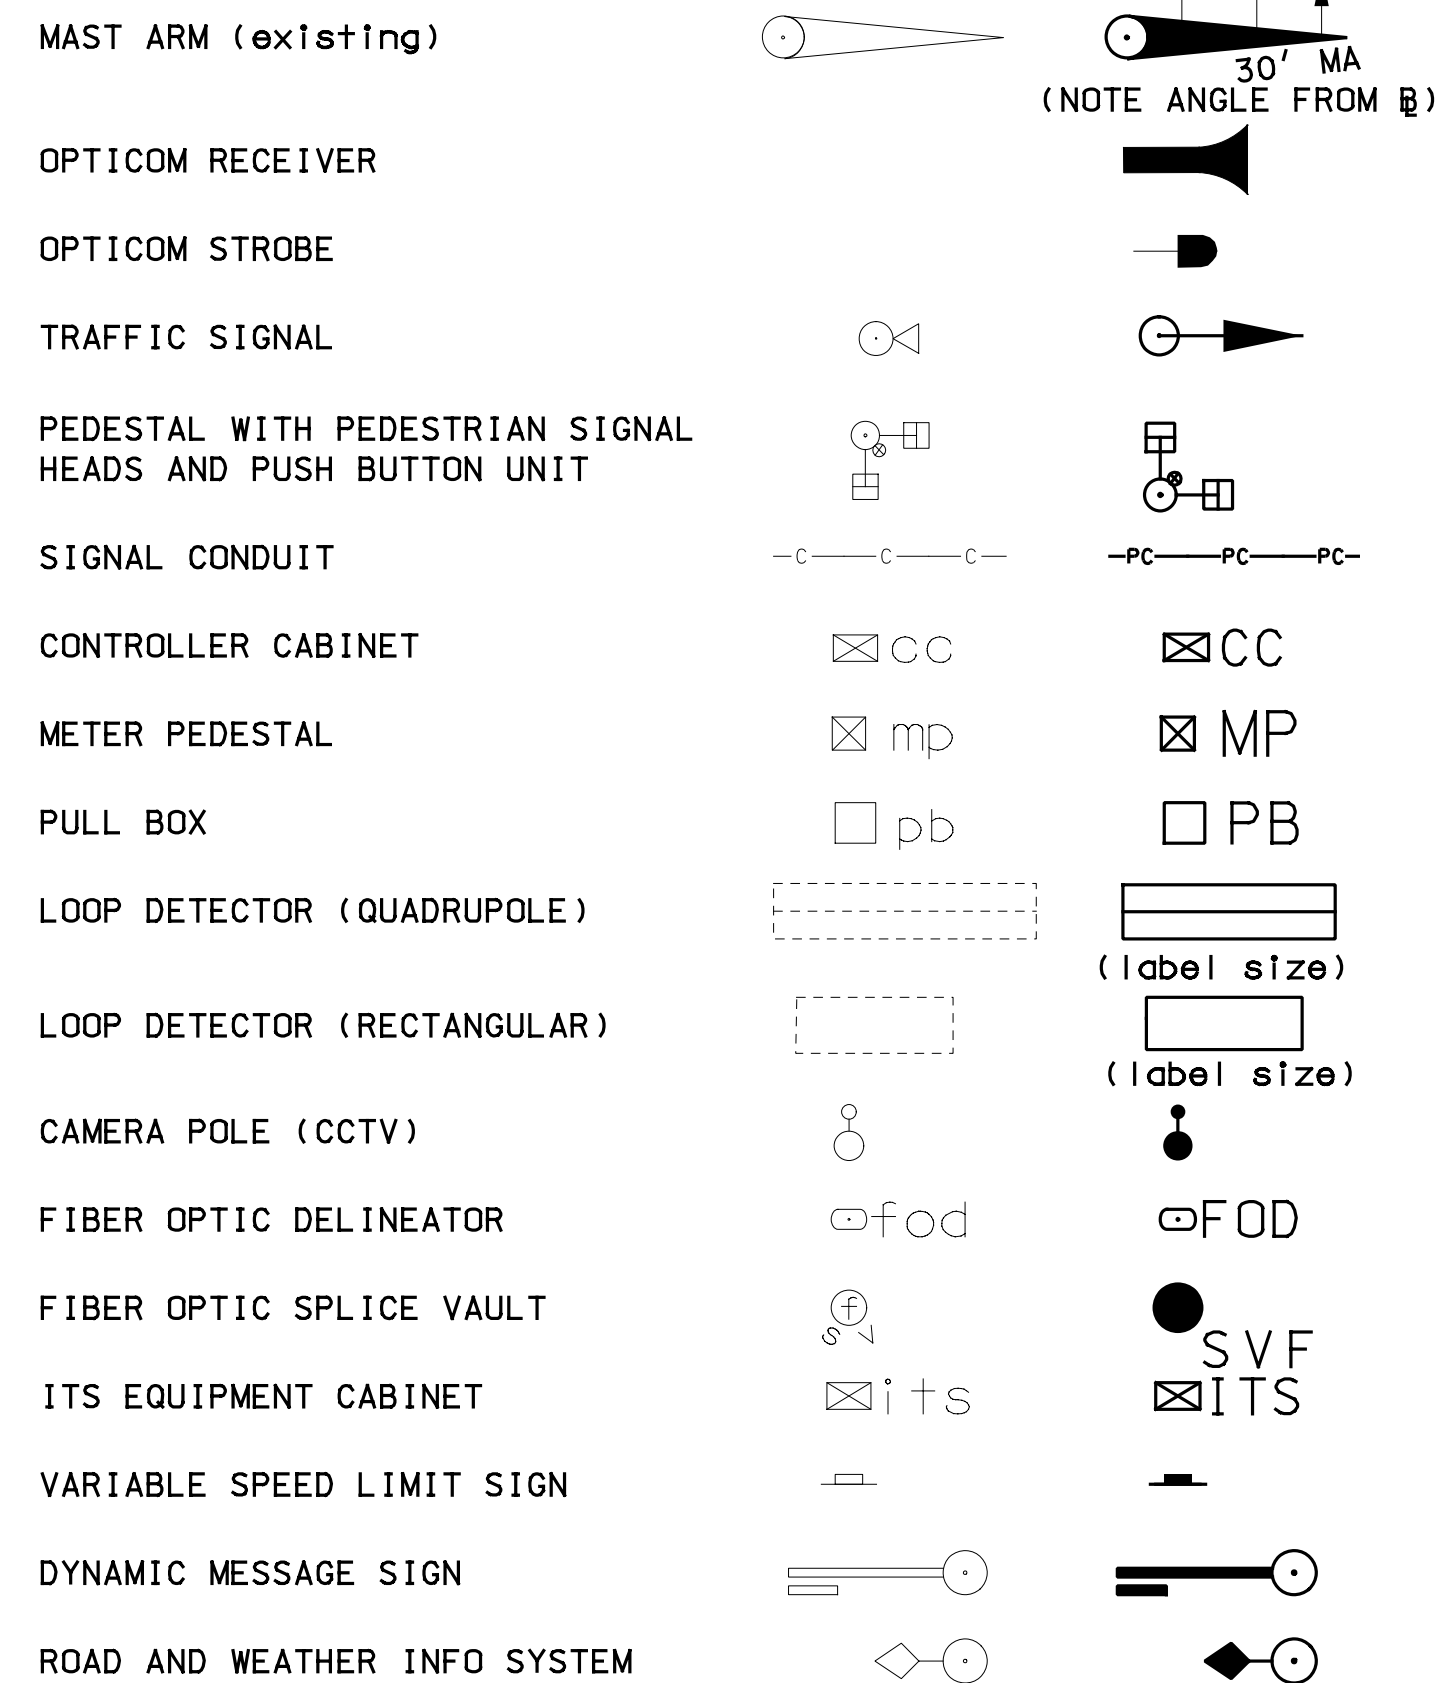 MAST ARM (existing)
30' MA
(NOTE ANGLE FROM BL)
OPTICOM RECEIVER
OPTICOM STROBE
TRAFFIC SIGNAL
PEDESTAL WITH PEDESTRIAN SIGNAL
HEADS AND PUSH BUTTON UNIT
SIGNAL CONDUIT C C C PC PC PC
CONTROLLER CABINET cc CC
METER PEDESTAL mp MP
PULL BOX pb PB
LOOP DETECTOR (QUADRUPOLE)
(label size)
LOOP DETECTOR (RECTANGULAR)
(label size)
CAMERA POLE (CCTV)
FIBER OPTIC DELINEATOR fod FOD
FIBER OPTIC SPLICE VAULT f
s v SVF
ITS EQUIPMENT CABINET its ITS
VARIABLE SPEED LIMIT SIGN
DYNAMIC MESSAGE SIGN
ROAD AND WEATHER INFO SYSTEM